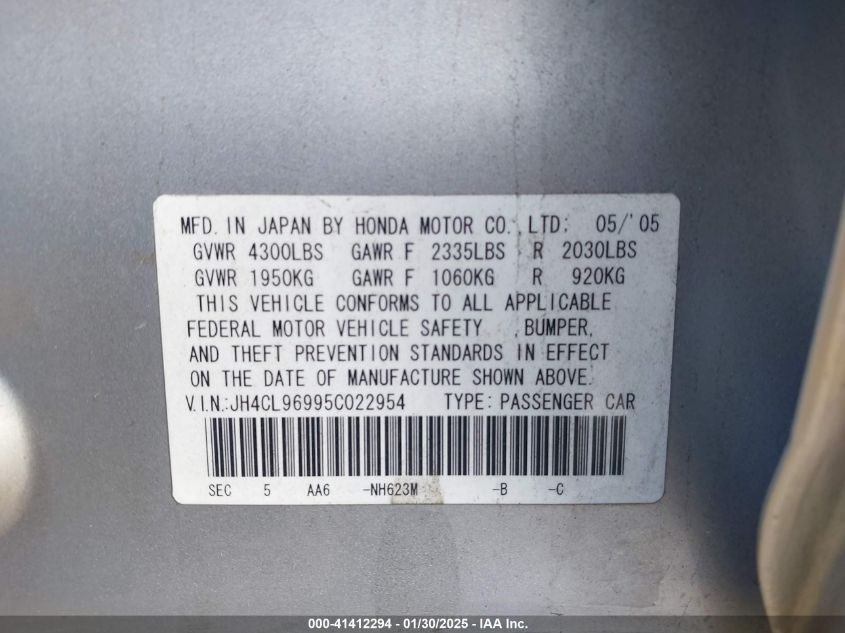 MFD. IN JAPAN BY HONDA MOTOR CO., LTD: 05/'05
GVWR 4300LBS GAWR F 2335LBS R 2030LBS
GVWR 1950KG GAWR F 1060KG R 920KG
THIS VEHICLE CONFORMS TO ALL APPLICABLE
FEDERAL MOTOR VEHICLE SAFETY ,BUMPER,
AND THEFT PREVENTION STANDARDS IN EFFECT
ON THE DATE OF MANUFACTURE SHOWN ABOVE.
V.I.N.:JH4CL96995C022954 TYPE: PASSENGER CAR
SEC 5 AA6 -NH623M -B -C
000-41412294 - 01/30/2025 - IAA Inc.